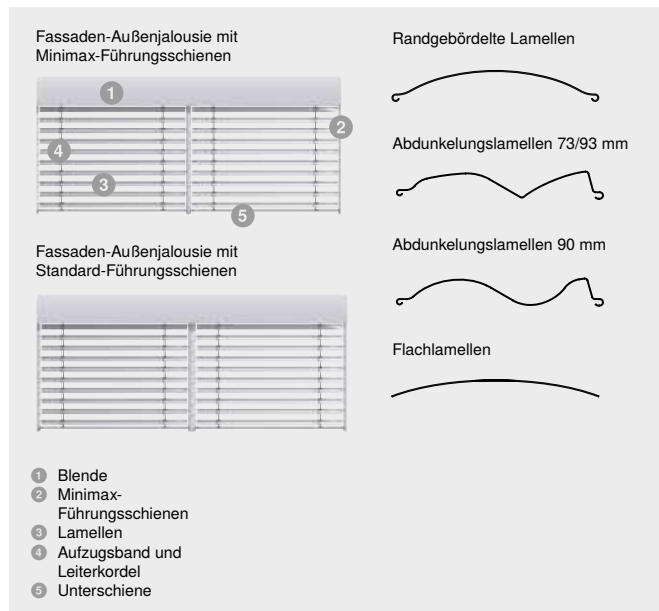 Fassaden-Außenjalousie mit
Minimax-Führungsschienen
1
2
4
3
5
Fassaden-Außenjalousie mit
Standard-Führungsschienen
1 Blende
2 Minimax-
Führungsschienen
3 Lamellen
4 Aufzugsband und
Leiterkordel
5 Unterschiene
Randgebördelte Lamellen
Abdunkelungslamellen 73/93 mm
Abdunkelungslamellen 90 mm
Flachlamellen